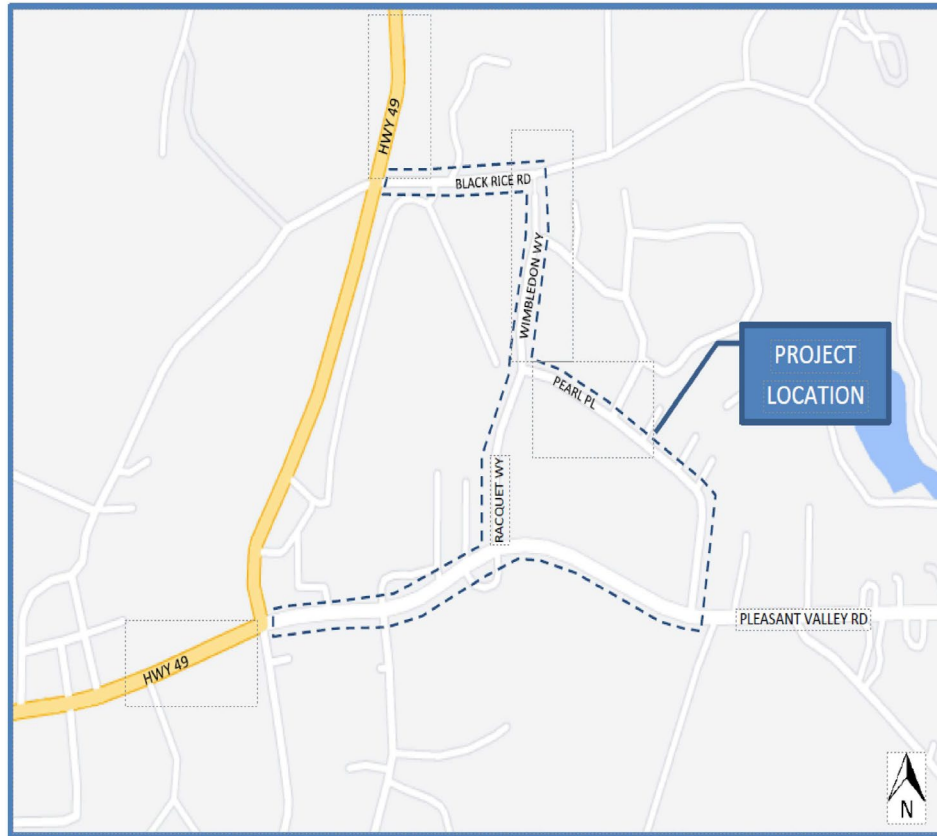 HWY 49
BLACK RICE RD
WIMBLEDON WY
PROJECT
LOCATION
PEARL PL
RACQUET WY
PLEASANT VALLEY RD
HWY 49
N